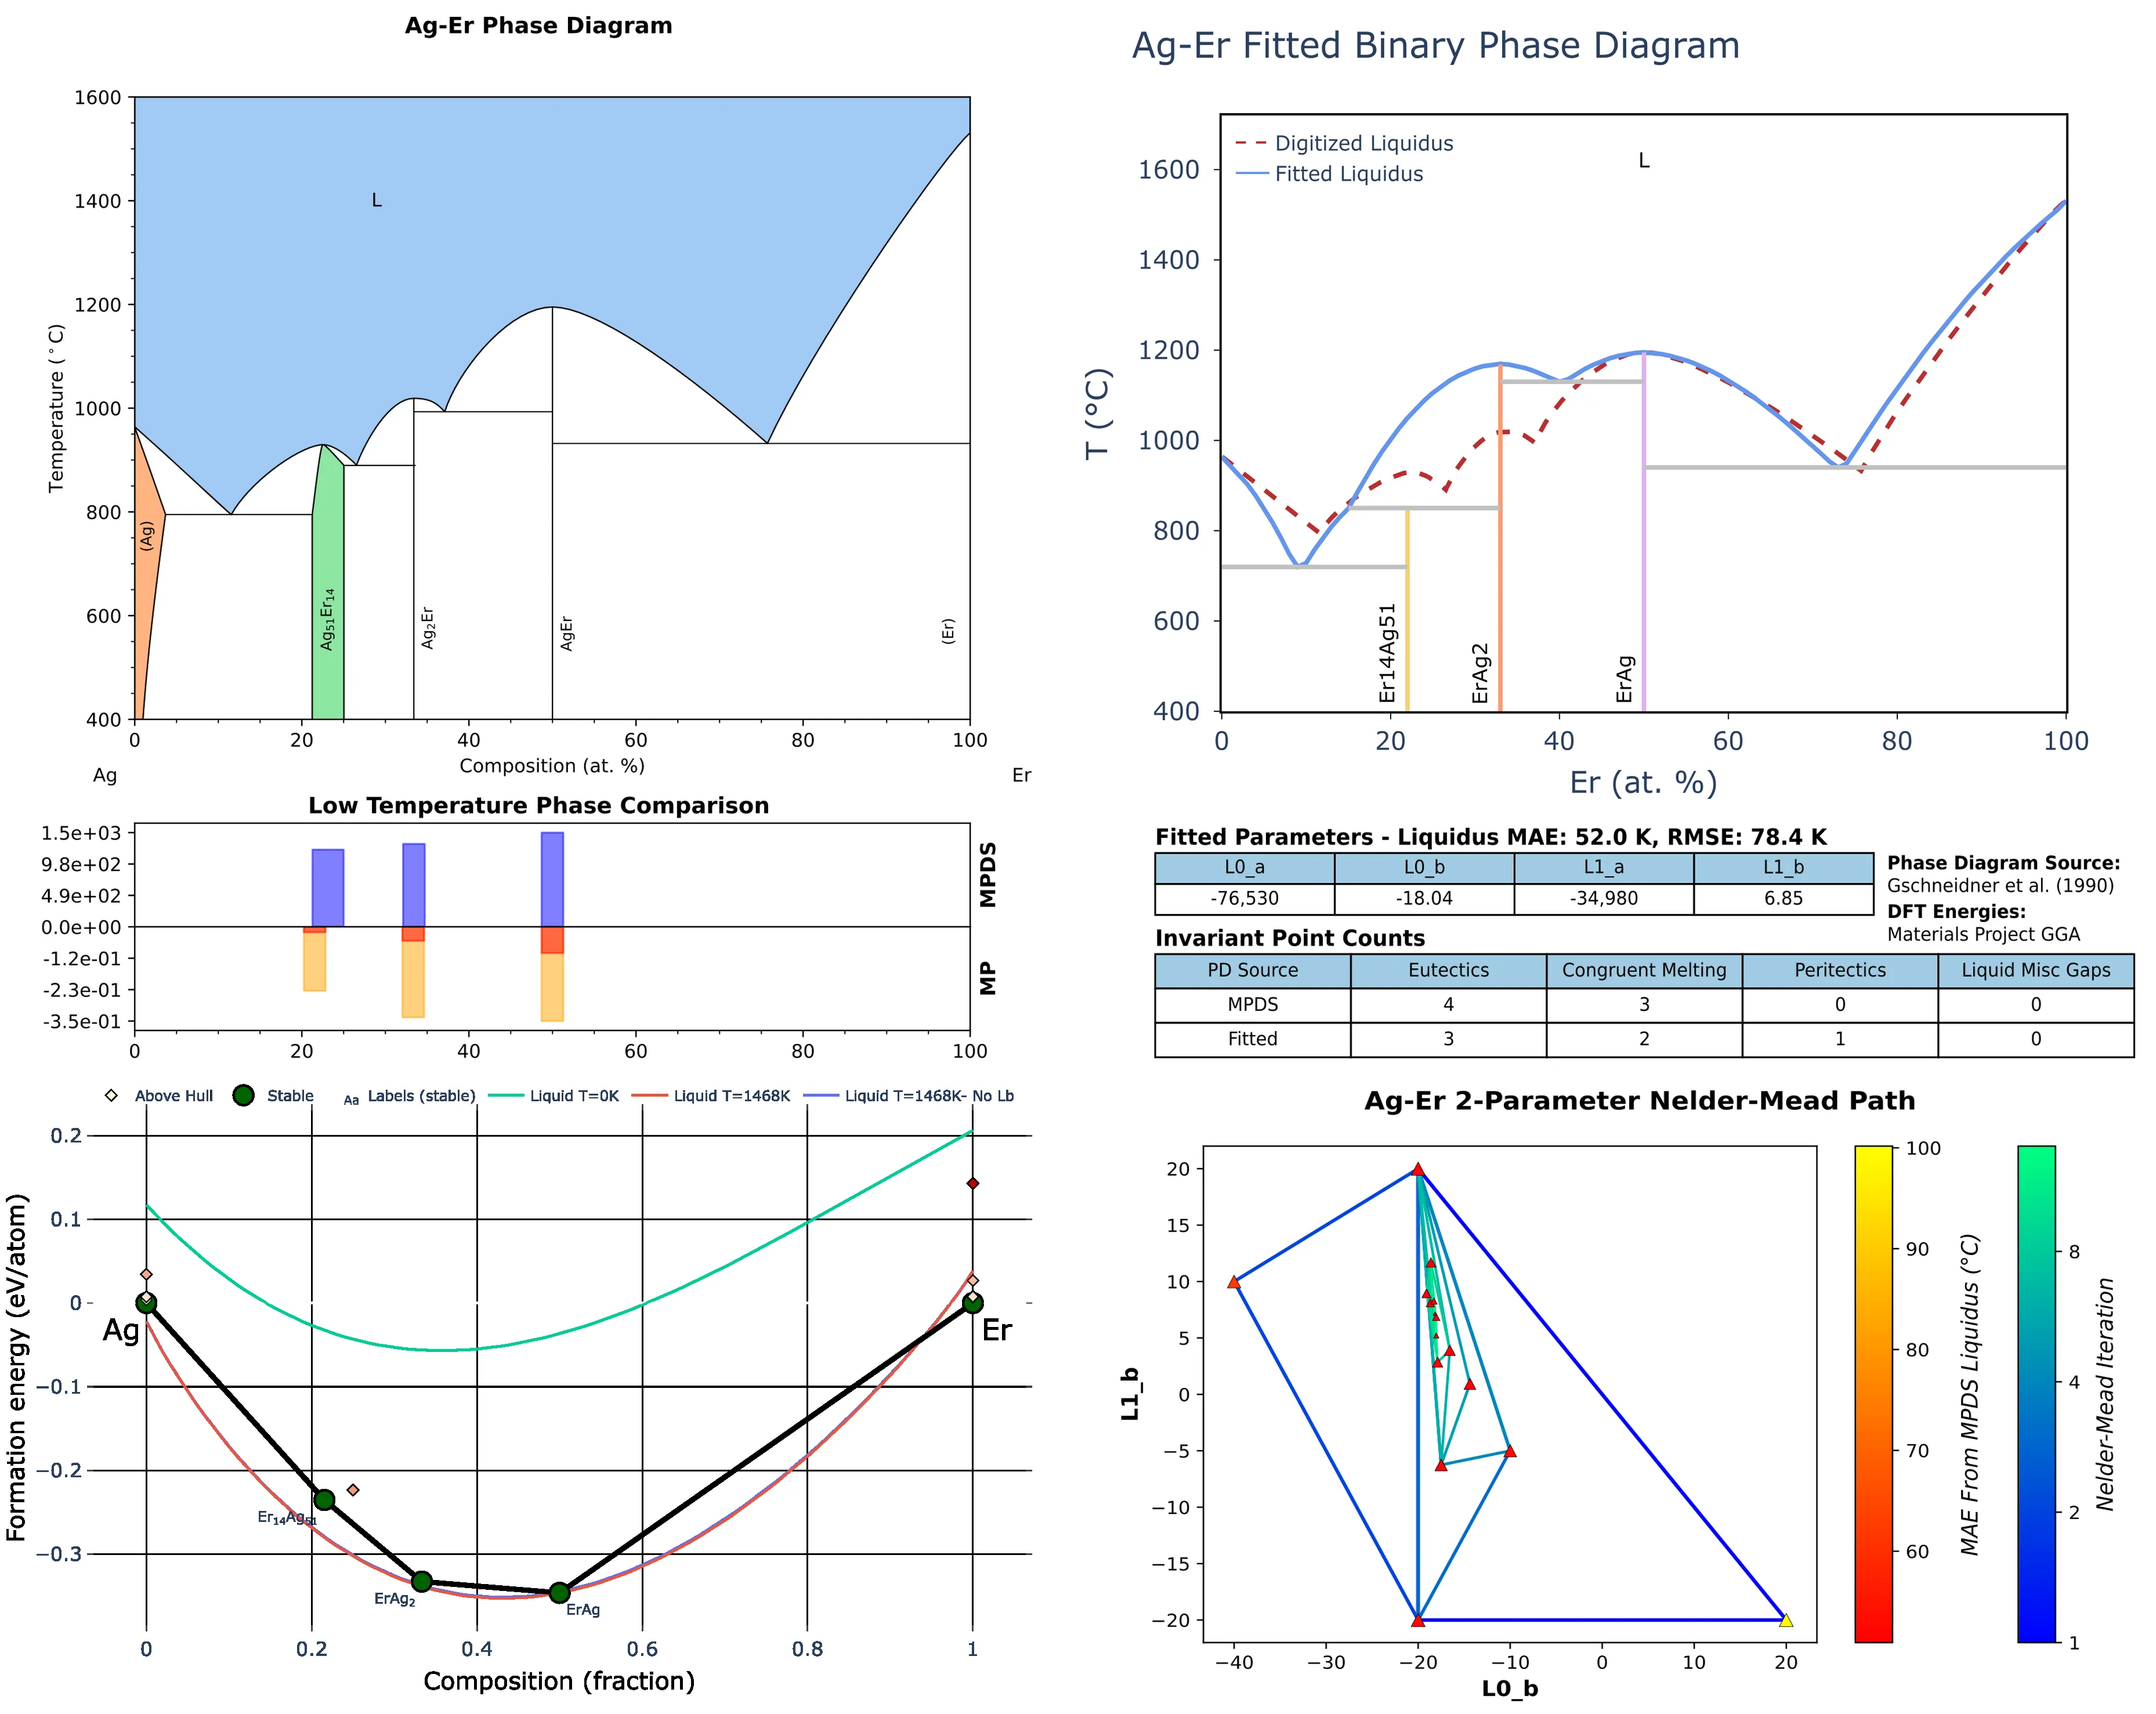 Ag-Er Phase Diagram
1600
1400
1200
1000
800
600
400
Temperature (°C)
L
(Ag)
Ag51Er14
Ag2Er
AgEr
(Er)
0 20 40 60 80 100
Composition (at. %)
Ag Er
Ag-Er Fitted Binary Phase Diagram
Digitized Liquidus
Fitted Liquidus
L
1600
1400
1200
1000
800
600
400
T (°C)
Er14Ag51
ErAg2
ErAg
0 20 40 60 80 100
Er (at. %)
Low Temperature Phase Comparison
1.5e+03
9.8e+02
4.9e+02
0.0e+00
-1.2e-01
-2.3e-01
-3.5e-01
MPDS
MP
0 20 40 60 80 100
Fitted Parameters - Liquidus MAE: 52.0 K, RMSE: 78.4 K
L0_a L0_b L1_a L1_b
-76,530 -18.04 -34,980 6.85
Phase Diagram Source:
Gschneidner et al. (1990)
DFT Energies:
Materials Project GGA
Invariant Point Counts
PD Source Eutectics Congruent Melting Peritectics Liquid Misc Gaps
MPDS 4 3 0 0
Fitted 3 2 1 0
Above Hull Stable Aa Labels (stable) Liquid T=0K Liquid T=1468K Liquid T=1468K- No Lb
0.2
0.1
0
−0.1
−0.2
−0.3
Formation energy (eV/atom)
Ag
Er
Er14Ag51
ErAg2
ErAg
0 0.2 0.4 0.6 0.8 1
Composition (fraction)
Ag-Er 2-Parameter Nelder-Mead Path
20
15
10
5
0
−5
−10
−15
−20
L1_b
−40 −30 −20 −10 0 10 20
L0_b
100
90
80
70
60
MAE From MPDS Liquidus (°C)
8
4
2
1
Nelder-Mead Iteration